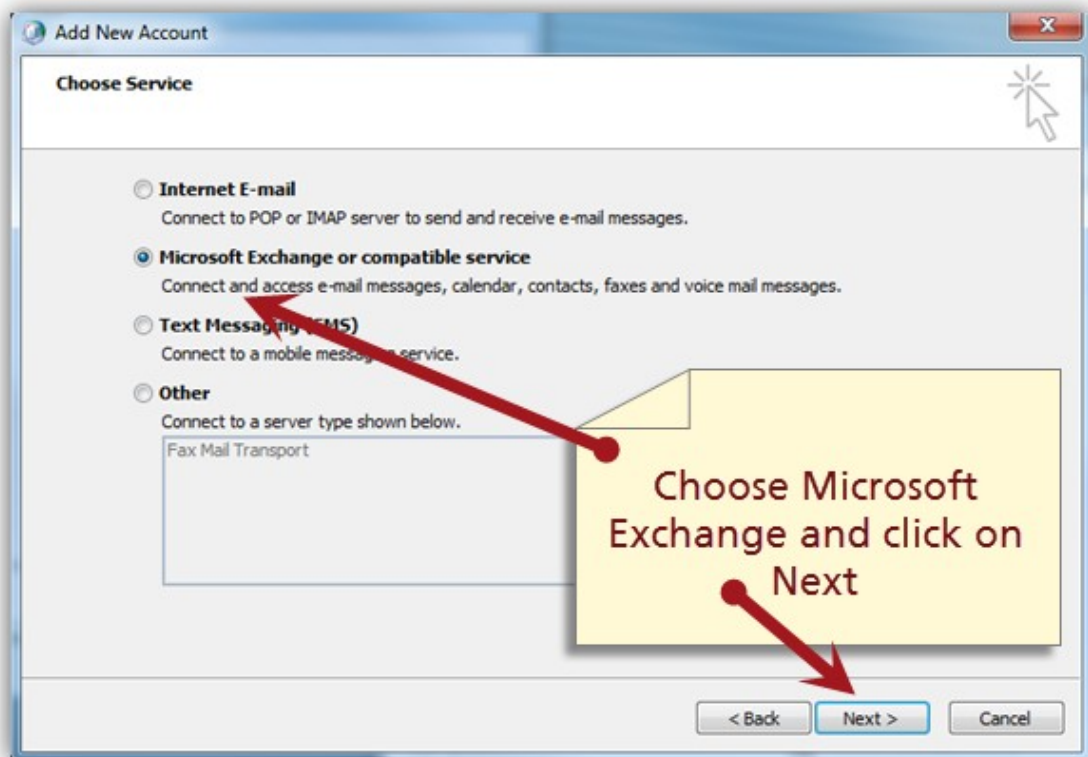 Add New Account
Choose Service
Internet E-mail
Connect to POP or IMAP server to send and receive e-mail messages.
Microsoft Exchange or compatible service
Connect and access e-mail messages, calendar, contacts, faxes and voice mail messages.
Text Messaging (SMS)
Connect to a mobile messaging service.
Other
Connect to a server type shown below.
Fax Mail Transport
Choose Microsoft
Exchange and click on
Next
< Back
Next >
Cancel